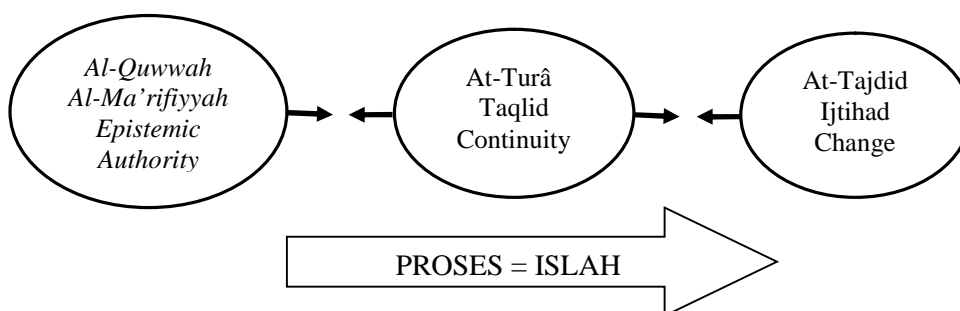 Al-Quwwah
Al-Ma’rifiyyah
Epistemic
Authority
At-Turâ
Taqlid
Continuity
At-Tajdid
Ijtihad
Change
PROSES = ISLAH